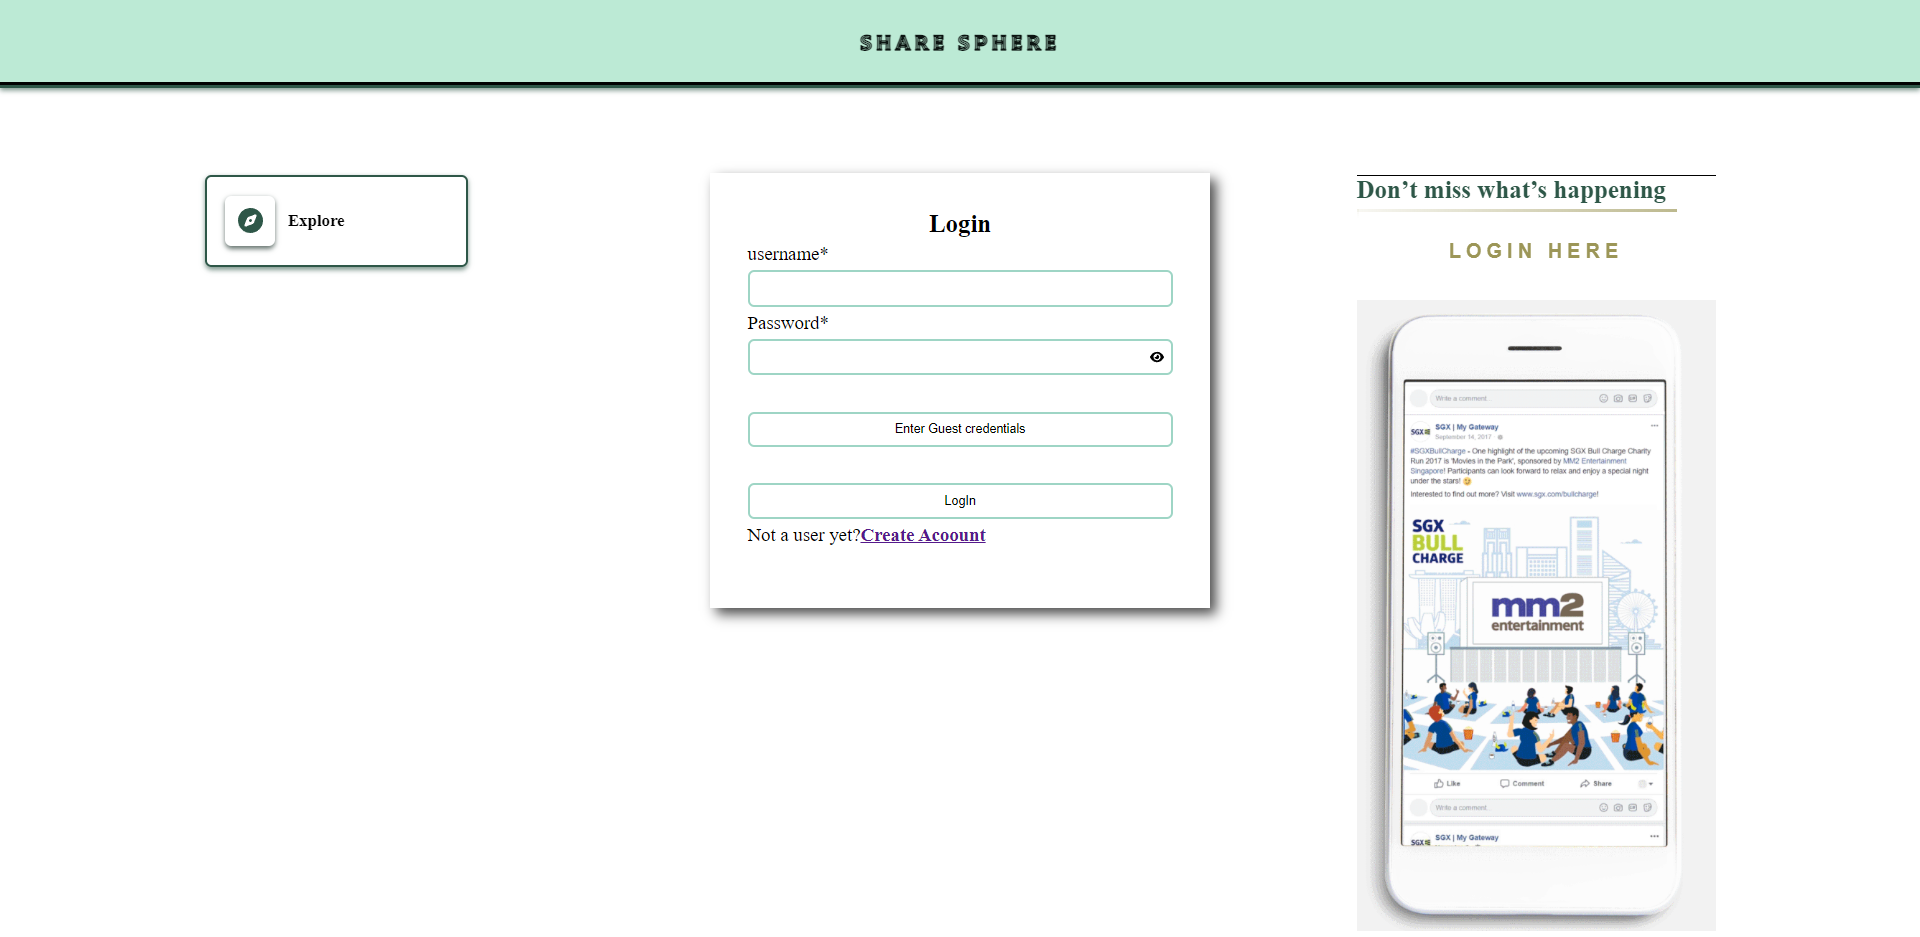 SHARE SPHERE
Explore
Login
username*
Password*
Enter Guest credentials
LogIn
Not a user yet?Create Acoount
Don’t miss what’s happening
LOGIN HERE
Write a comment...
SGX
SGX | My Gateway
September 14, 2017
#SGXBullCharge - One highlight of the upcoming SGX Bull Charge Charity
Run 2017 is 'Movies in the Park', sponsored by MM2 Entertainment
Singapore! Participants can look forward to relax and enjoy a special night
under the stars!
Interested to find out more? Visit www.sgx.com/bullcharge!
SGX
BULL
CHARGE
mm2
entertainment
Like
Comment
Share
Write a comment...
SGX
SGX | My Gateway